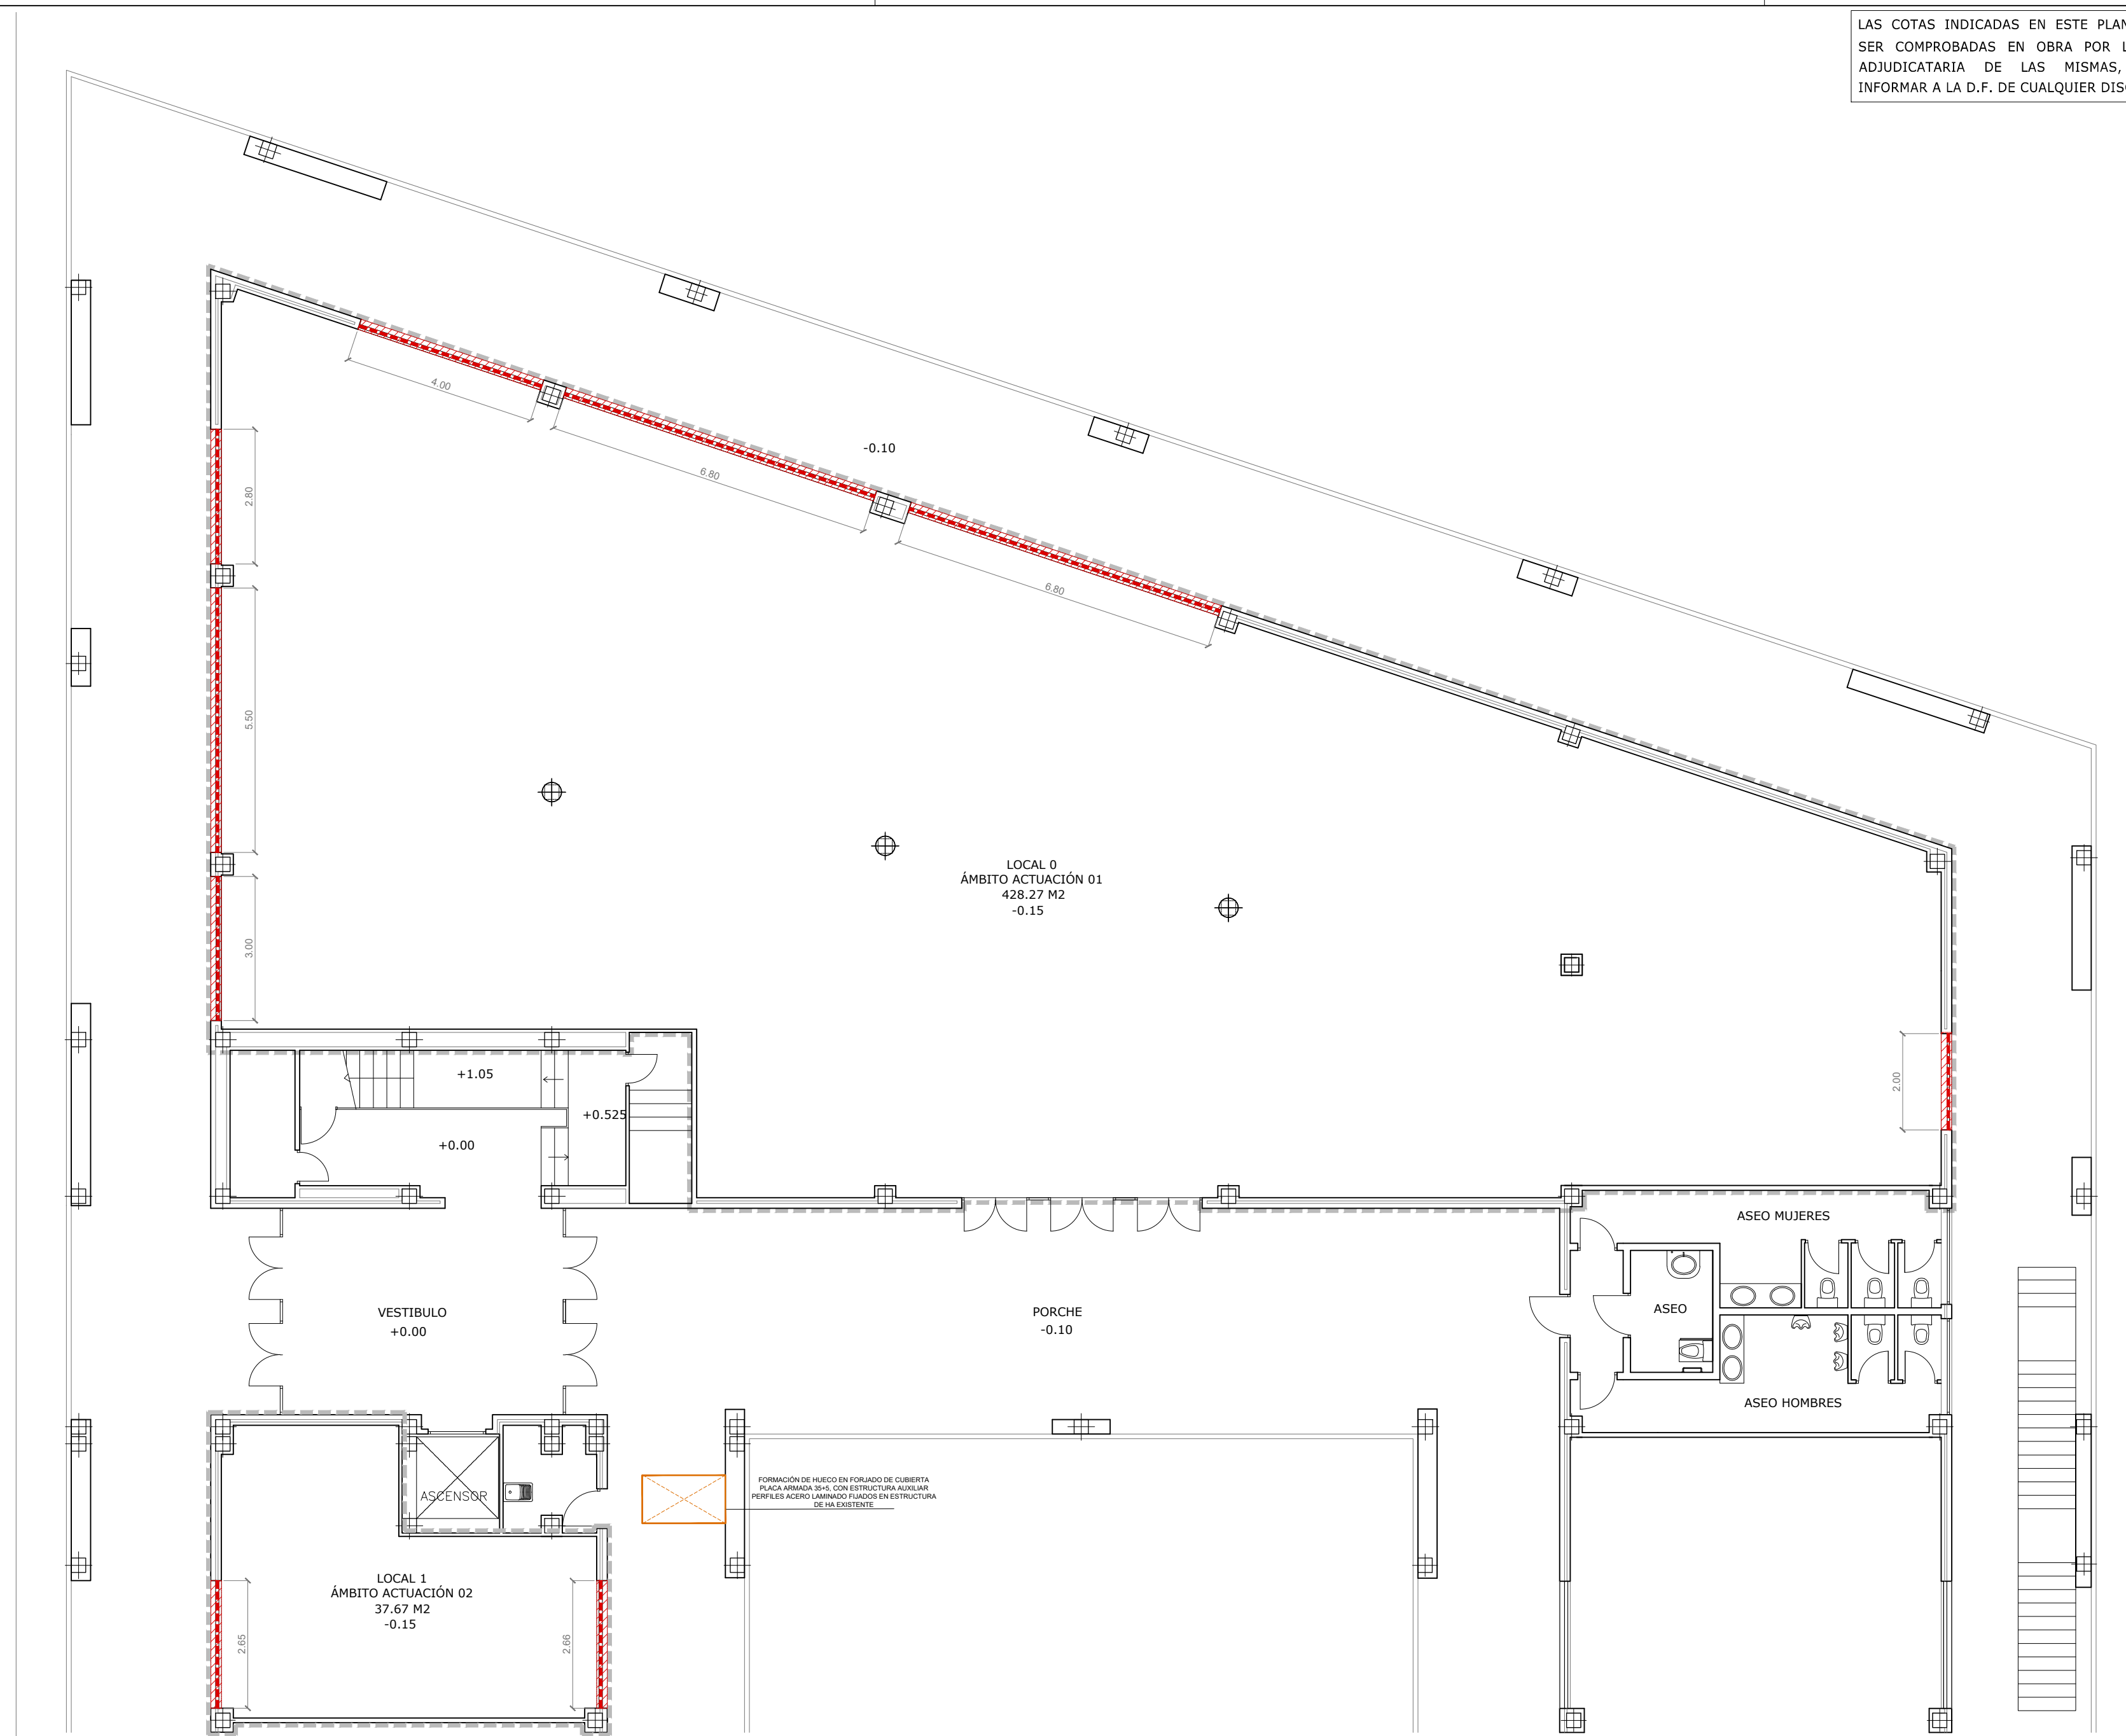 LAS COTAS INDICADAS EN ESTE
SER COMPROBADAS EN OBRA POR
ADJUDICATARIA DE LAS MISMAS,
INFORMAR A LA D.F. DE CUALQUIER
4.00
-0.10
6.80
2.80
6.80
5.50
LOCAL 0
ÁMBITO ACTUACIÓN 01
428.27 M2
-0.15
3.00
+1.05
2.00
+0.525
+0.00
ASEO MUJERES
VESTIBULO
+0.00
PORCHE
-0.10
ASEO
ASEO HOMBRES
ASCENSOR
FORMACIÓN DE HUECO EN FORJADO DE CUBIERTA
PLACA ARMADA 35+5, CON ESTRUCTURA AUXILIAR
PERFILES ACERO LAMINADO FIJADOS EN ESTRUCTURA
DE HA EXISTENTE
LOCAL 1
ÁMBITO ACTUACIÓN 02
37.67 M2
-0.15
2.65
2.66